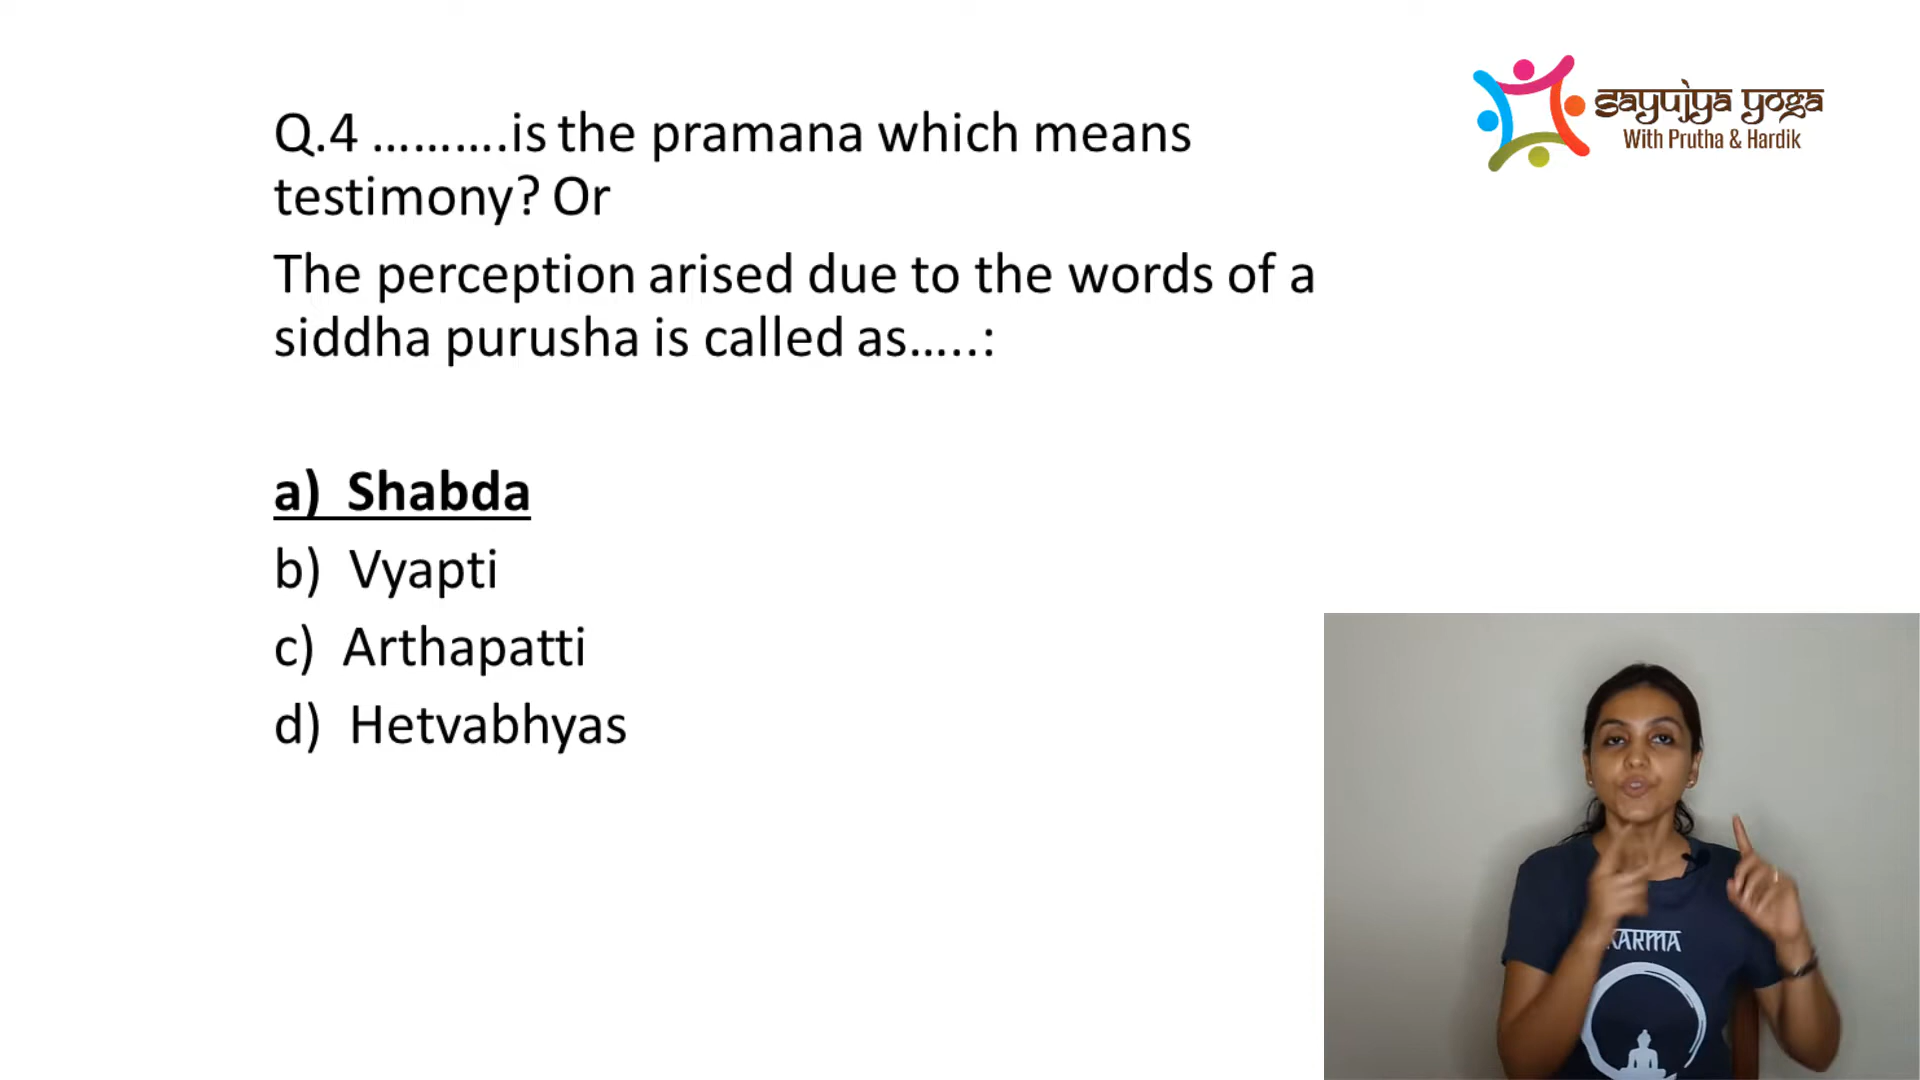 sayujya yoga
With Prutha & Hardik
Q.4 ……….is the pramana which means
testimony? Or
The perception arised due to the words of a
siddha purusha is called as…..:
a) Shabda
b) Vyapti
c) Arthapatti
d) Hetvabhyas
KARMA